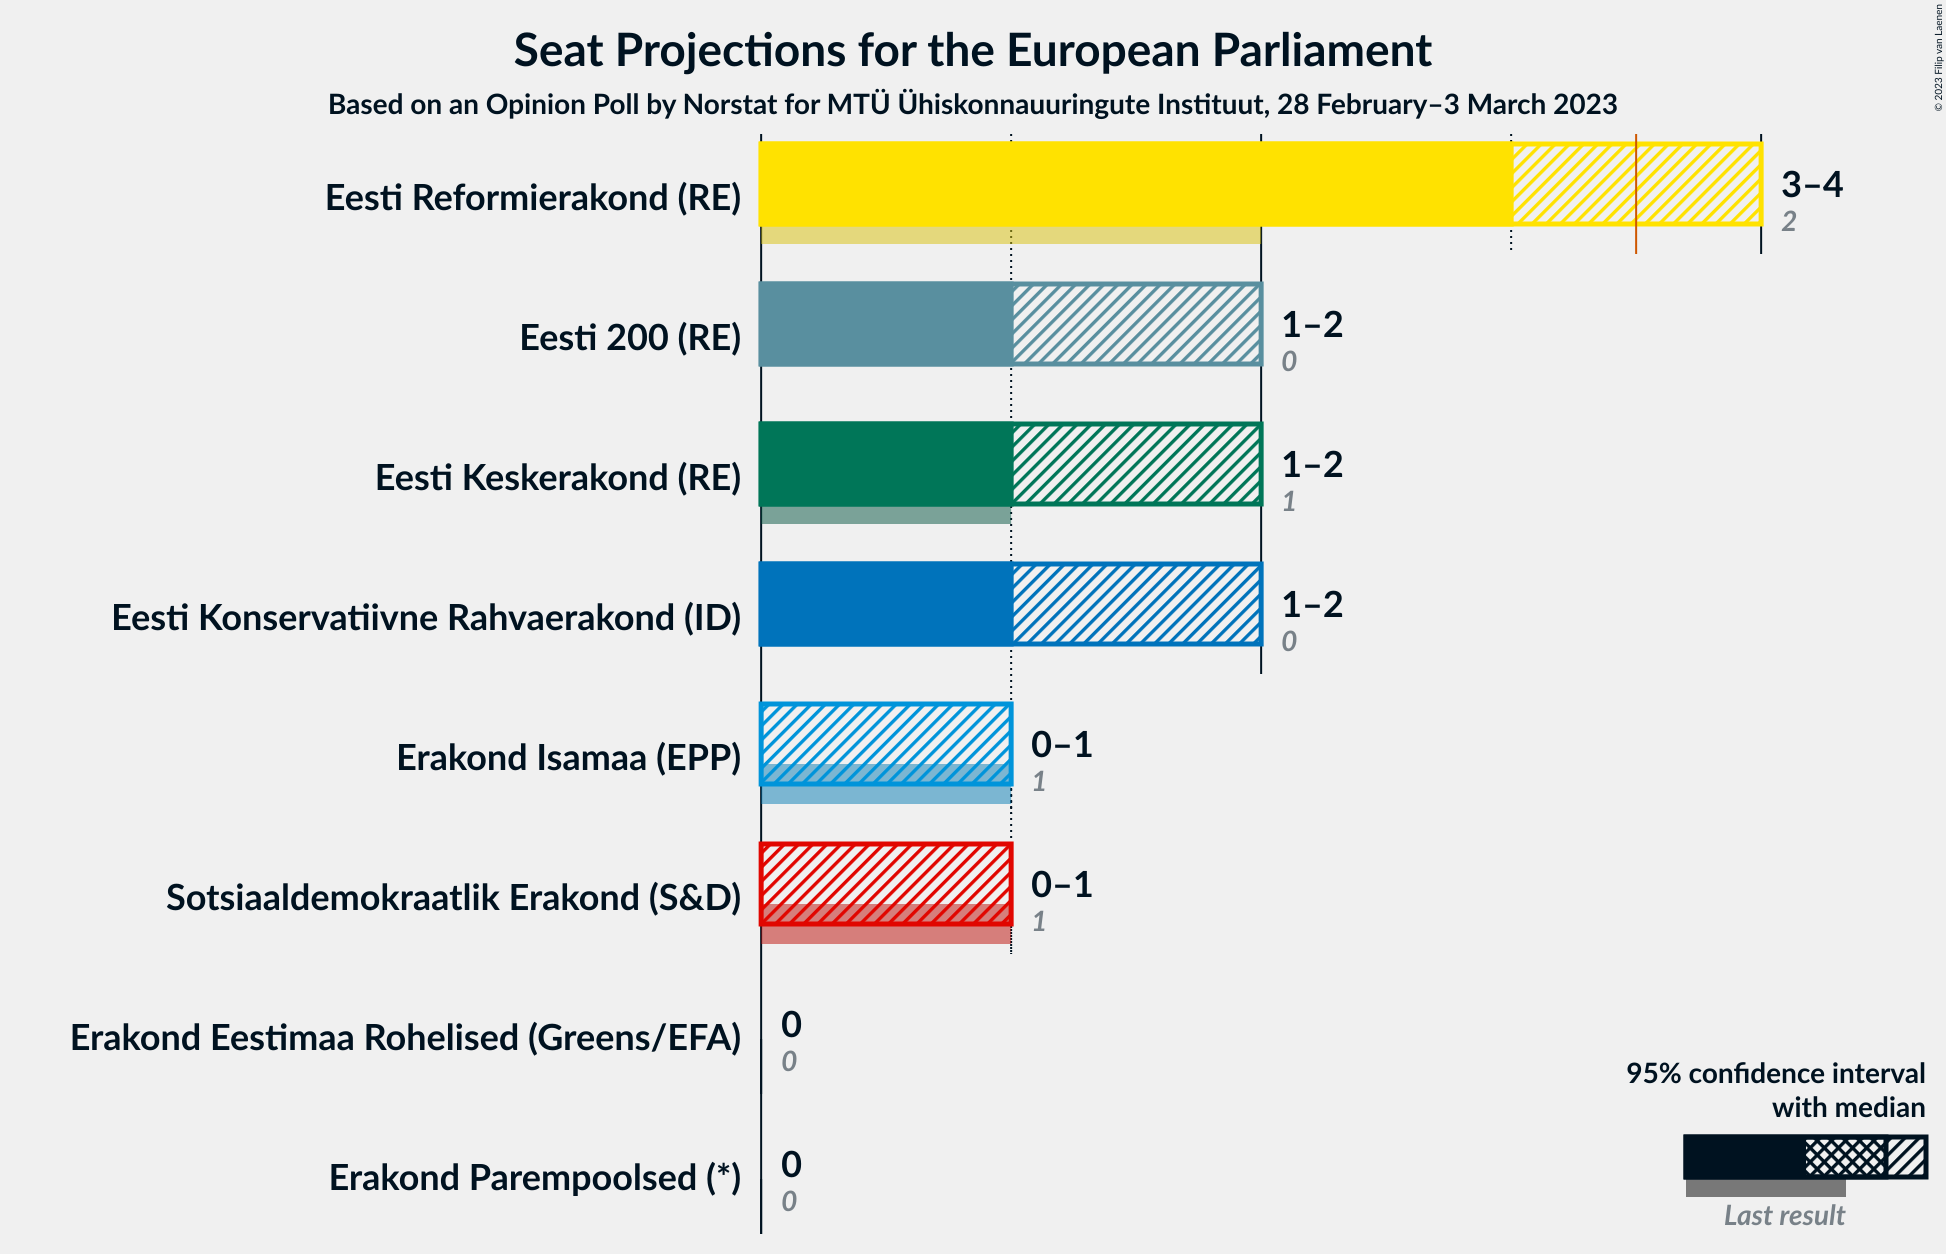 Seat Projections for the European Parliament
Based on an Opinion Poll by Norstat for MTÜ Ühiskonnauuringute Instituut, 28 February–3 March 2023
© 2023 Filip van Laenen
Eesti Reformierakond (RE)
3–4
2
Eesti 200 (RE)
1–2
0
Eesti Keskerakond (RE)
1–2
1
Eesti Konservatiivne Rahvaerakond (ID)
1–2
0
Erakond Isamaa (EPP)
0–1
1
Sotsiaaldemokraatlik Erakond (S&D)
0–1
1
Erakond Eestimaa Rohelised (Greens/EFA)
0
0
Erakond Parempoolsed (*)
0
0
95% confidence interval
with median
Last result